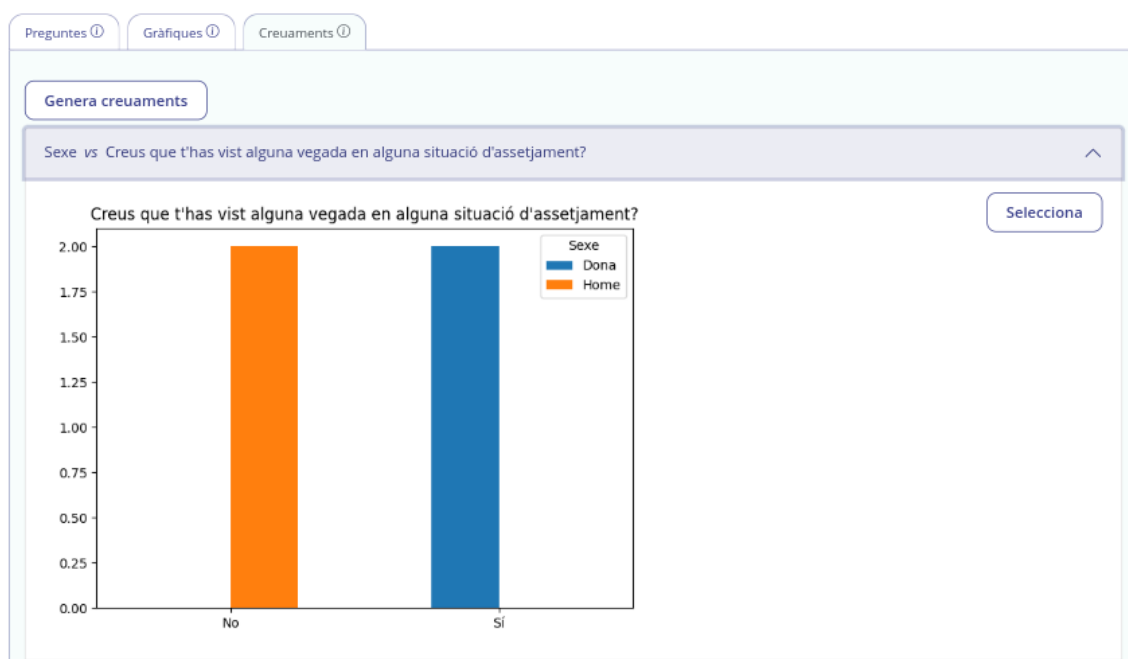 Preguntes ⓘ
Gràfiques ⓘ
Creuaments ⓘ
Genera creuaments
Sexe vs Creus que t'has vist alguna vegada en alguna situació d'assetjament?
Selecciona
Creus que t'has vist alguna vegada en alguna situació d'assetjament?
Sexe
Dona
Home
2.00
1.75
1.50
1.25
1.00
0.75
0.50
0.25
0.00
No
Sí